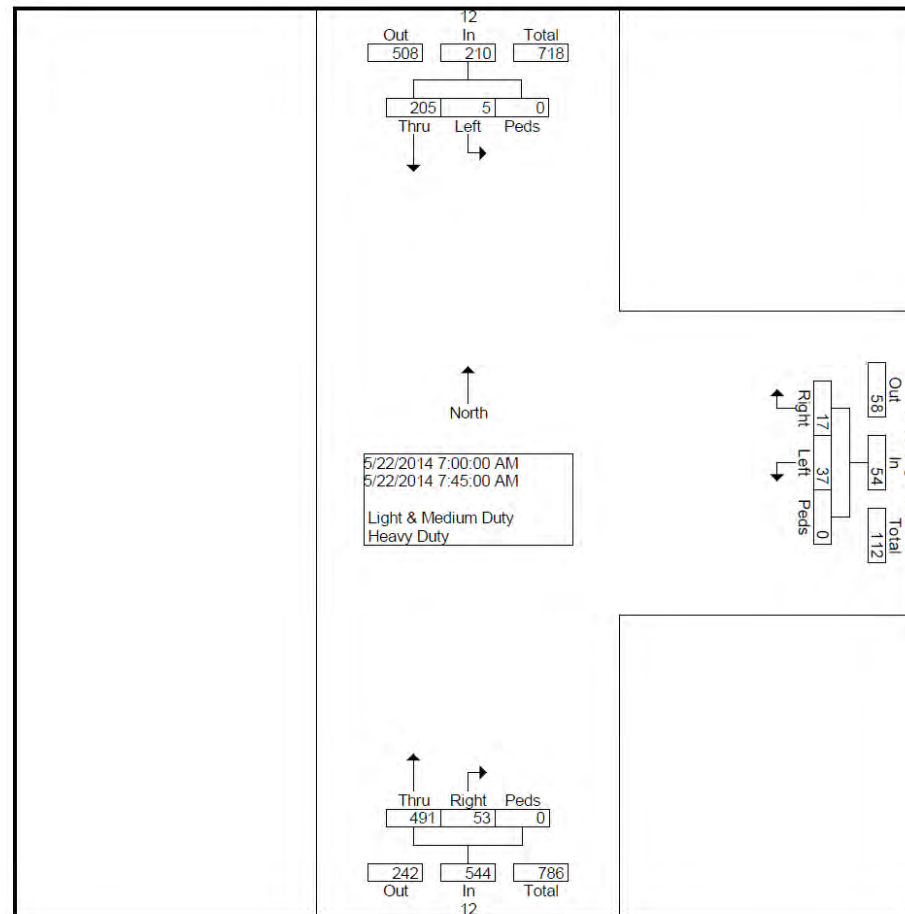 12
Out In Total
508 210 718
205 5 0
Thru Left Peds
North
5/22/2014 7:00:00 AM
5/22/2014 7:45:00 AM
Light & Medium Duty
Heavy Duty
Out In Total
58 54 112
17 37 0
Right Left Peds
Thru Right Peds
491 53 0
242 544 786
Out In Total
12